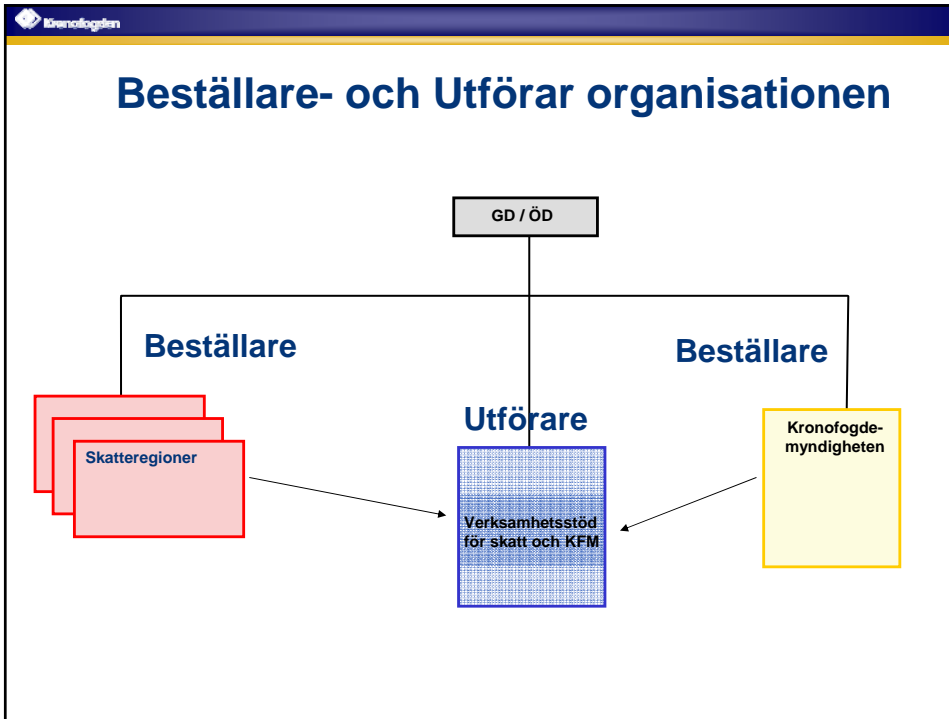 Kronofogden
Beställare- och Utförar organisationen
GD / ÖD
Beställare
Beställare
Utförare
Skatteregioner
Kronofogde-
myndigheten
Verksamhetsstöd
för skatt och KFM